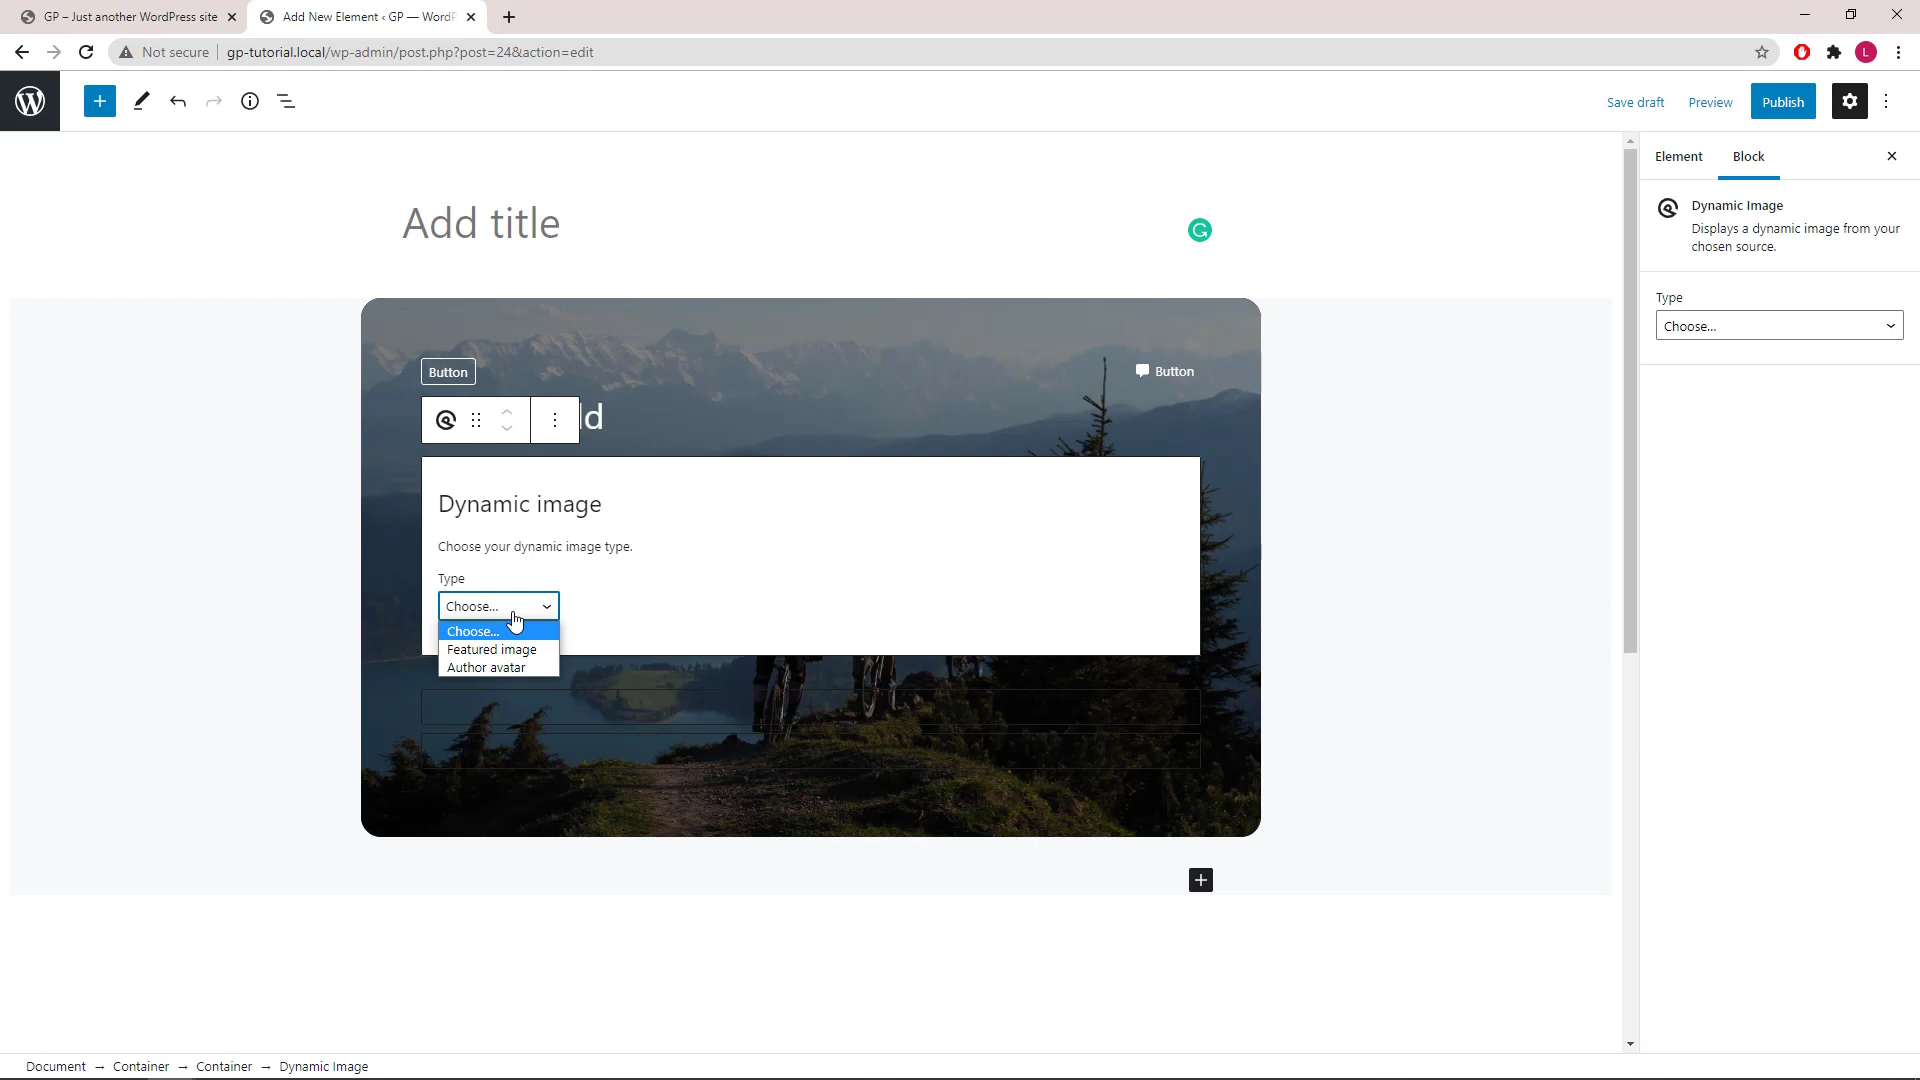 GP – Just another WordPress site
Add New Element ‹ GP — WordP
Not secure
gp-tutorial.local/wp-admin/post.php?post=24&action=edit
L
Save draft
Preview
Publish
Element
Block
Add title
Dynamic Image
Displays a dynamic image from your
chosen source.
Type
Choose...
Button
Button
ld
Dynamic image
Choose your dynamic image type.
Type
Choose...
Choose...
Featured image
Author avatar
Document → Container → Container → Dynamic Image